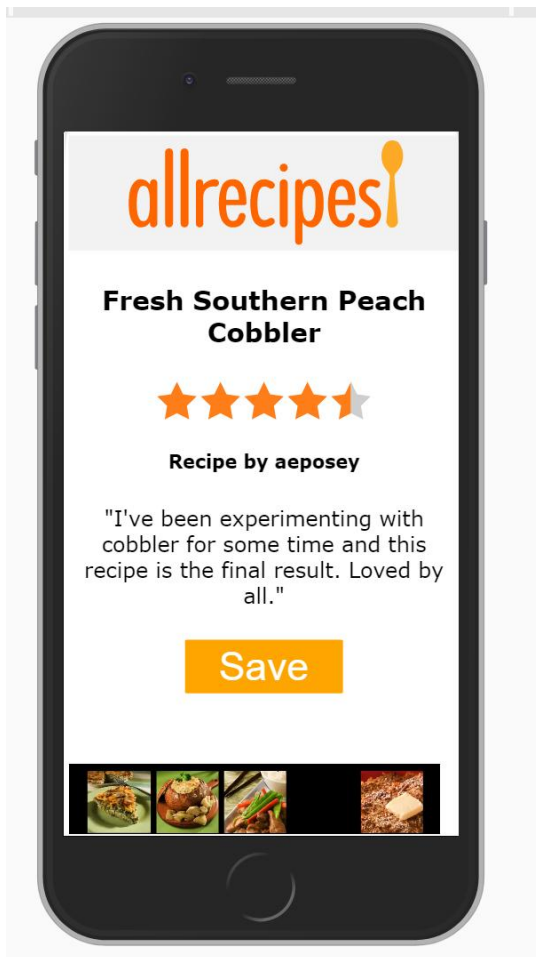 allrecipes
Fresh Southern Peach
Cobbler
Recipe by aeposey
"I've been experimenting with
cobbler for some time and this
recipe is the final result. Loved by
all."
Save